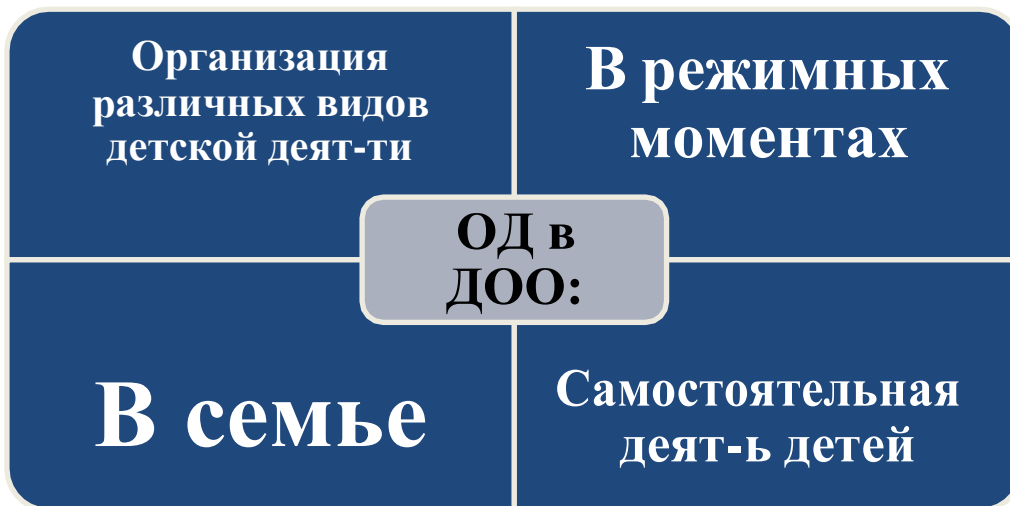 Организация
различных видов
детской деят-ти
В режимных
моментах
ОД в
ДОО:
В семье
Самостоятельная
деят-ь детей